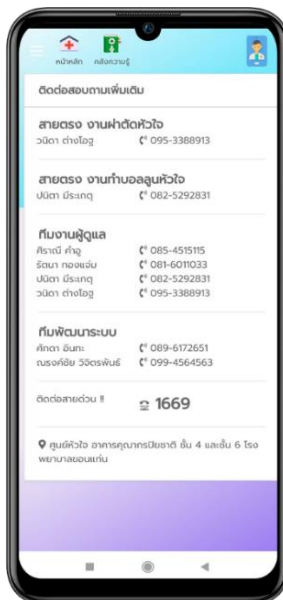 หน้าหลัก คลังความรู้
ติดต่อสอบถามเพิ่มเติม
สายตรง งานผ่าตัดหัวใจ
วนิดา ต่างโอฐ 095-3388913
สายตรง งานทำบอลลูนหัวใจ
ปนิตา มีระเกตุ 082-5292831
ทีมงานผู้ดูแล
ศิราณี คำอู 085-4515115
รัตนา ทองแจ่ม 081-6011033
ปนิตา มีระเกตุ 082-5292831
วนิดา ต่างโอฐ 095-3388913
ทีมพัฒนาระบบ
ศักดา อินทะ 089-6172651
ณรงค์ชัย วิจิตรพันธ์ 099-4564563
ติดต่อสายด่วน !! 1669
ศูนย์หัวใจ อาคารคุณากรปิยชาติ ชั้น 4 และชั้น 6 โรง
พยาบาลขอนแก่น